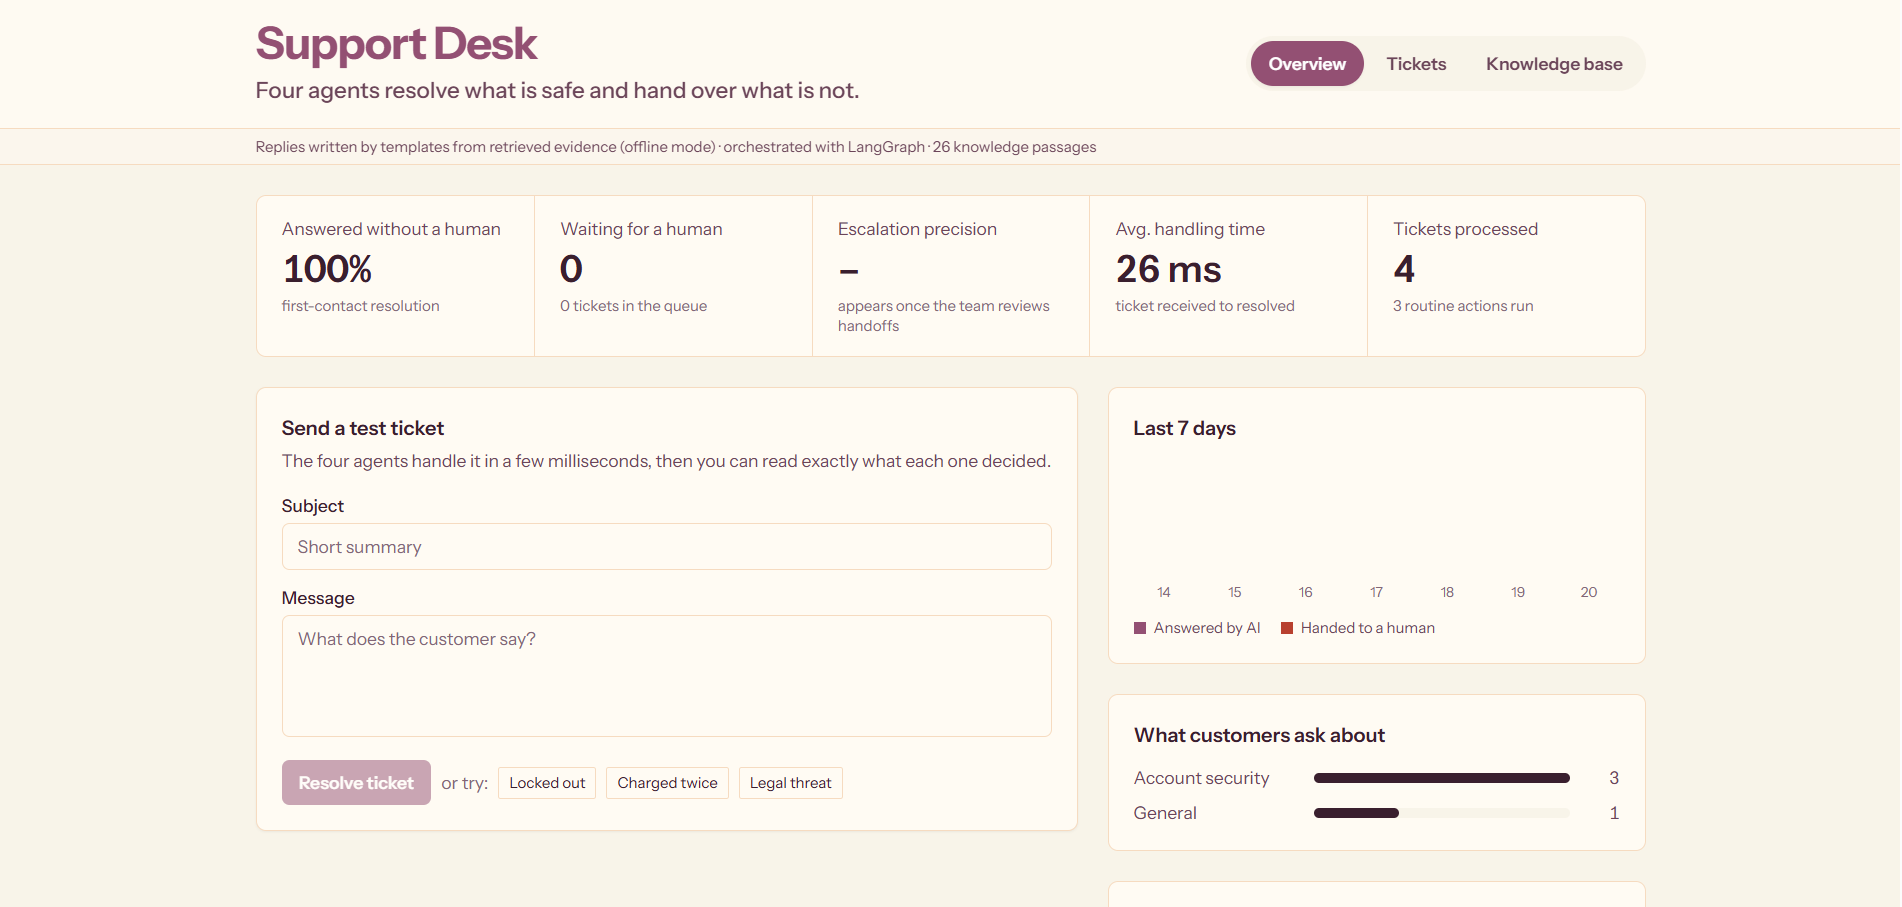 Support Desk
Four agents resolve what is safe and hand over what is not.
Overview
Tickets
Knowledge base
Replies written by templates from retrieved evidence (offline mode) · orchestrated with LangGraph · 26 knowledge passages
Answered without a human
100%
first-contact resolution
Waiting for a human
0
0 tickets in the queue
Escalation precision
–
appears once the team reviews
handoffs
Avg. handling time
26 ms
ticket received to resolved
Tickets processed
4
3 routine actions run
Send a test ticket
The four agents handle it in a few milliseconds, then you can read exactly what each one decided.
Subject
Short summary
Message
What does the customer say?
Resolve ticket
or try:
Locked out
Charged twice
Legal threat
Last 7 days
14 15 16 17 18 19 20
Answered by AI
Handed to a human
What customers ask about
Account security 3
General 1